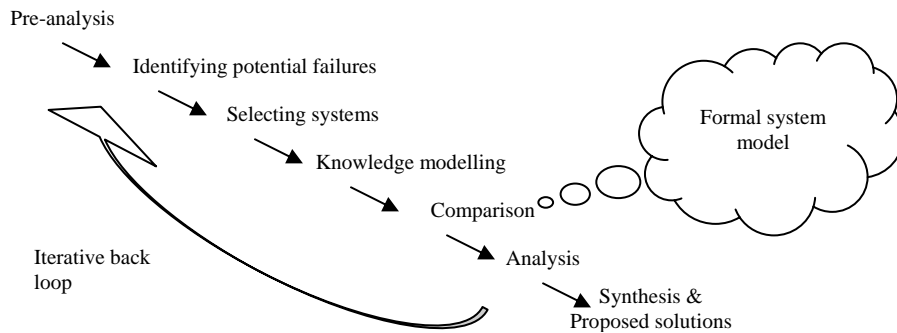 Pre-analysis
Identifying potential failures
Selecting systems
Knowledge modelling
Comparison
Analysis
Synthesis &
Proposed solutions
Formal system
model
Iterative back
loop